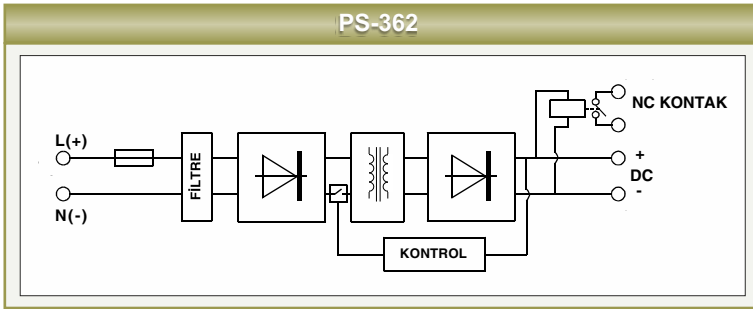 PS-362
NC KONTAK
L(+)
FİLTRE
+
DC
-
N(-)
KONTROL